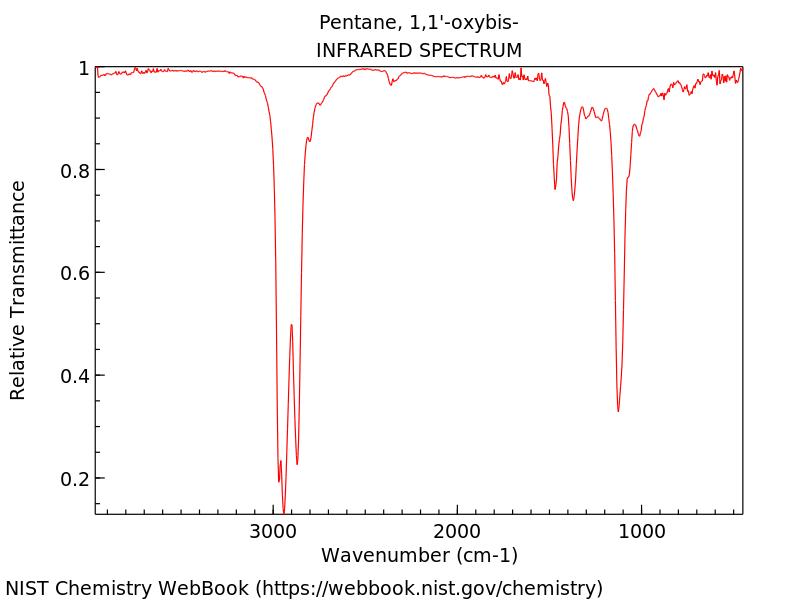 Pentane, 1,1'-oxybis-
INFRARED SPECTRUM
1
0.8
0.6
0.4
0.2
Relative Transmittance
3000 2000 1000
Wavenumber (cm-1)
NIST Chemistry WebBook (https://webbook.nist.gov/chemistry)